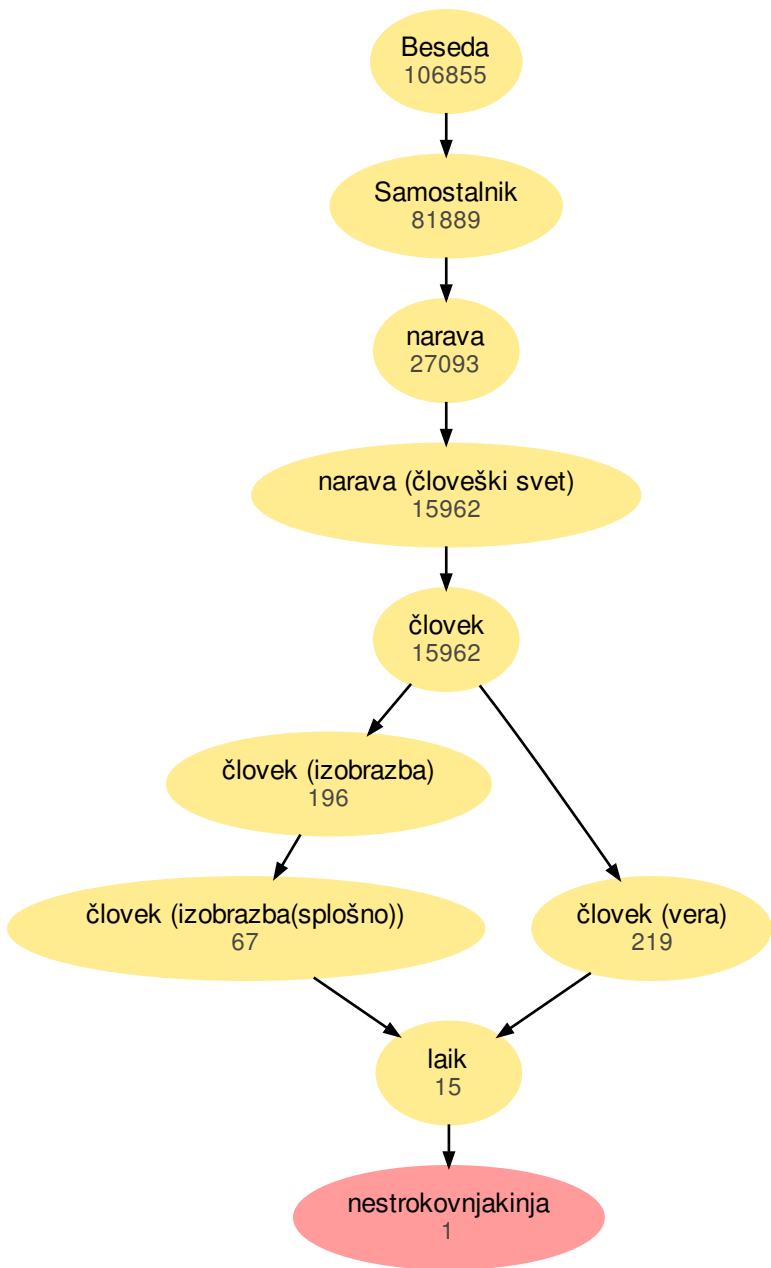 Beseda
106855
Samostalnik
81889
narava
27093
narava (človeški svet)
15962
človek
15962
človek (izobrazba)
196
človek (izobrazba(splošno))
67
človek (vera)
219
laik
15
nestrokovnjakinja
1